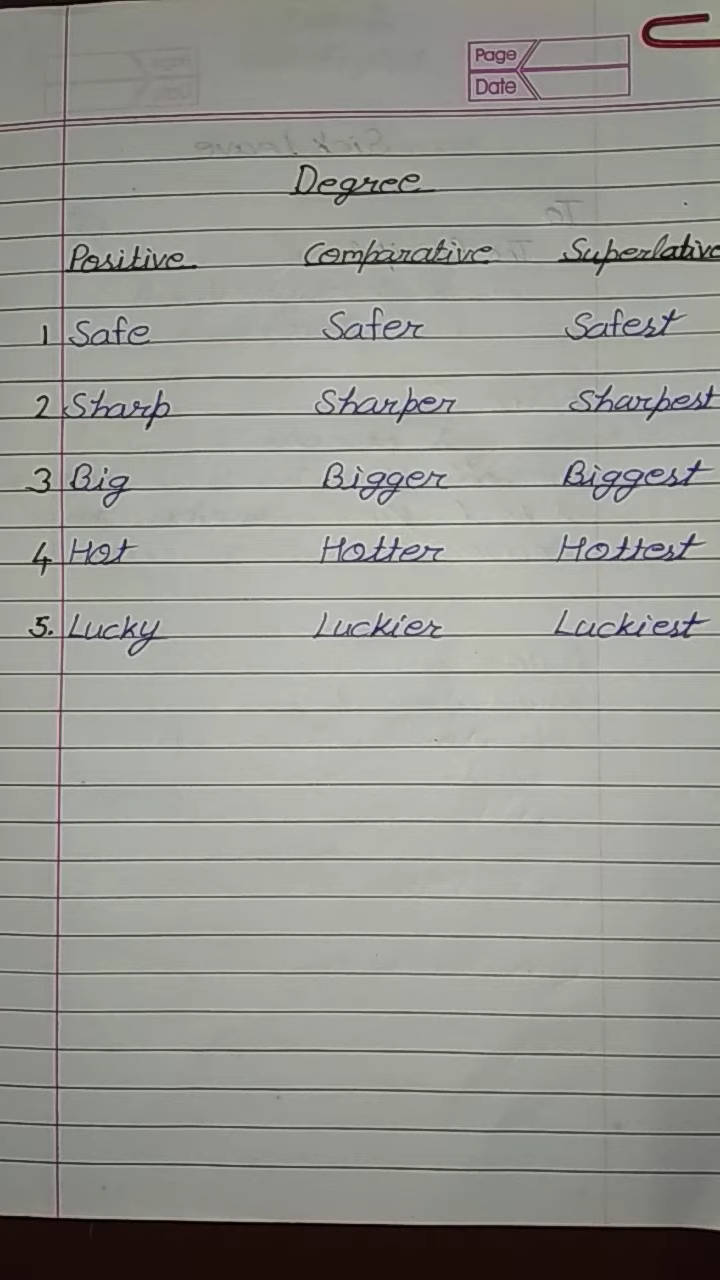 Page
Date
Degree
Positive Comparative Superlative
1 Safe Safer Safest
2 Sharp Sharper Sharpest
3 Big Bigger Biggest
4 Hot Hotter Hottest
5. Lucky Luckier Luckiest